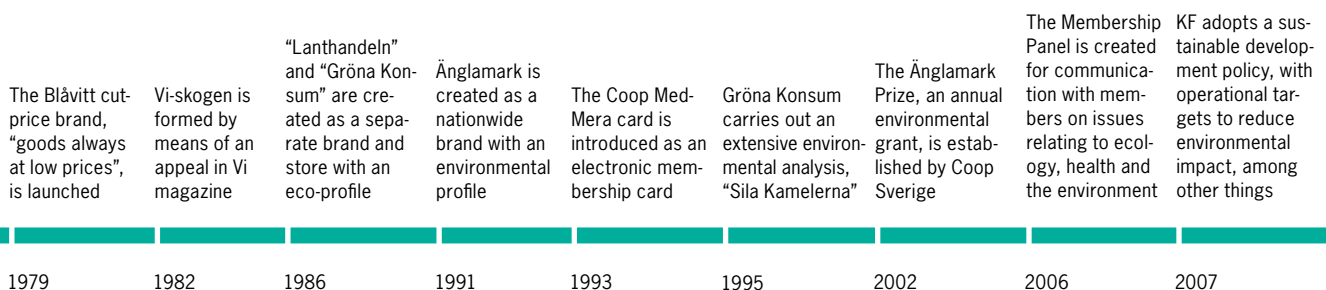 The Blåvitt cut-
price brand,
“goods always
at low prices”,
is launched
Vi-skogen is
formed by
means of an
appeal in Vi
magazine
“Lanthandeln”
and “Gröna Kon-
sum” are cre-
ated as a sepa-
rate brand and
store with an
eco-profile
Änglamark is
created as a
nationwide
brand with an
environmental
profile
The Coop Med-
Mera card is
introduced as an
electronic mem-
bership card
Gröna Konsum
carries out an
extensive environ-
mental analysis,
“Sila Kamelerna”
The Änglamark
Prize, an annual
environmental
grant, is estab-
lished by Coop
Sverige
The Membership
Panel is created
for communica-
tion with mem-
bers on issues
relating to ecol-
ogy, health and
the environment
KF adopts a sus-
tainable develop-
ment policy, with
operational tar-
gets to reduce
environmental
impact, among
other things
1979
1982
1986
1991
1993
1995
2002
2006
2007